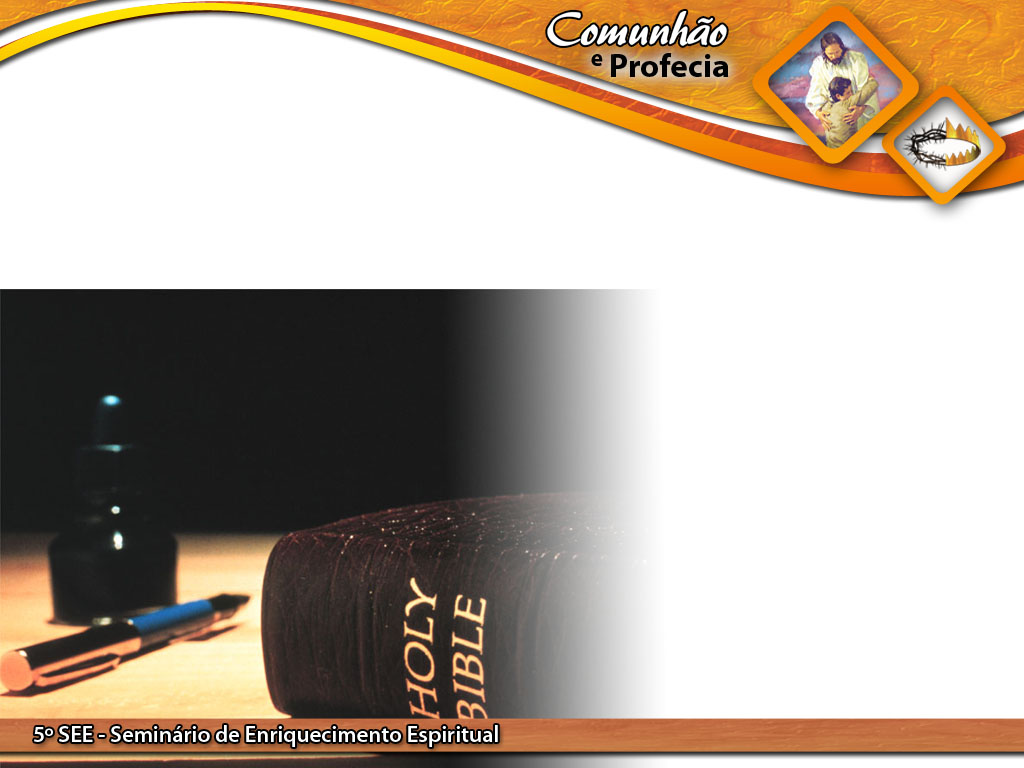 Comunhão
e Profecia
HOLY
BIBLE
5º SEE - Seminário de Enriquecimento Espiritual